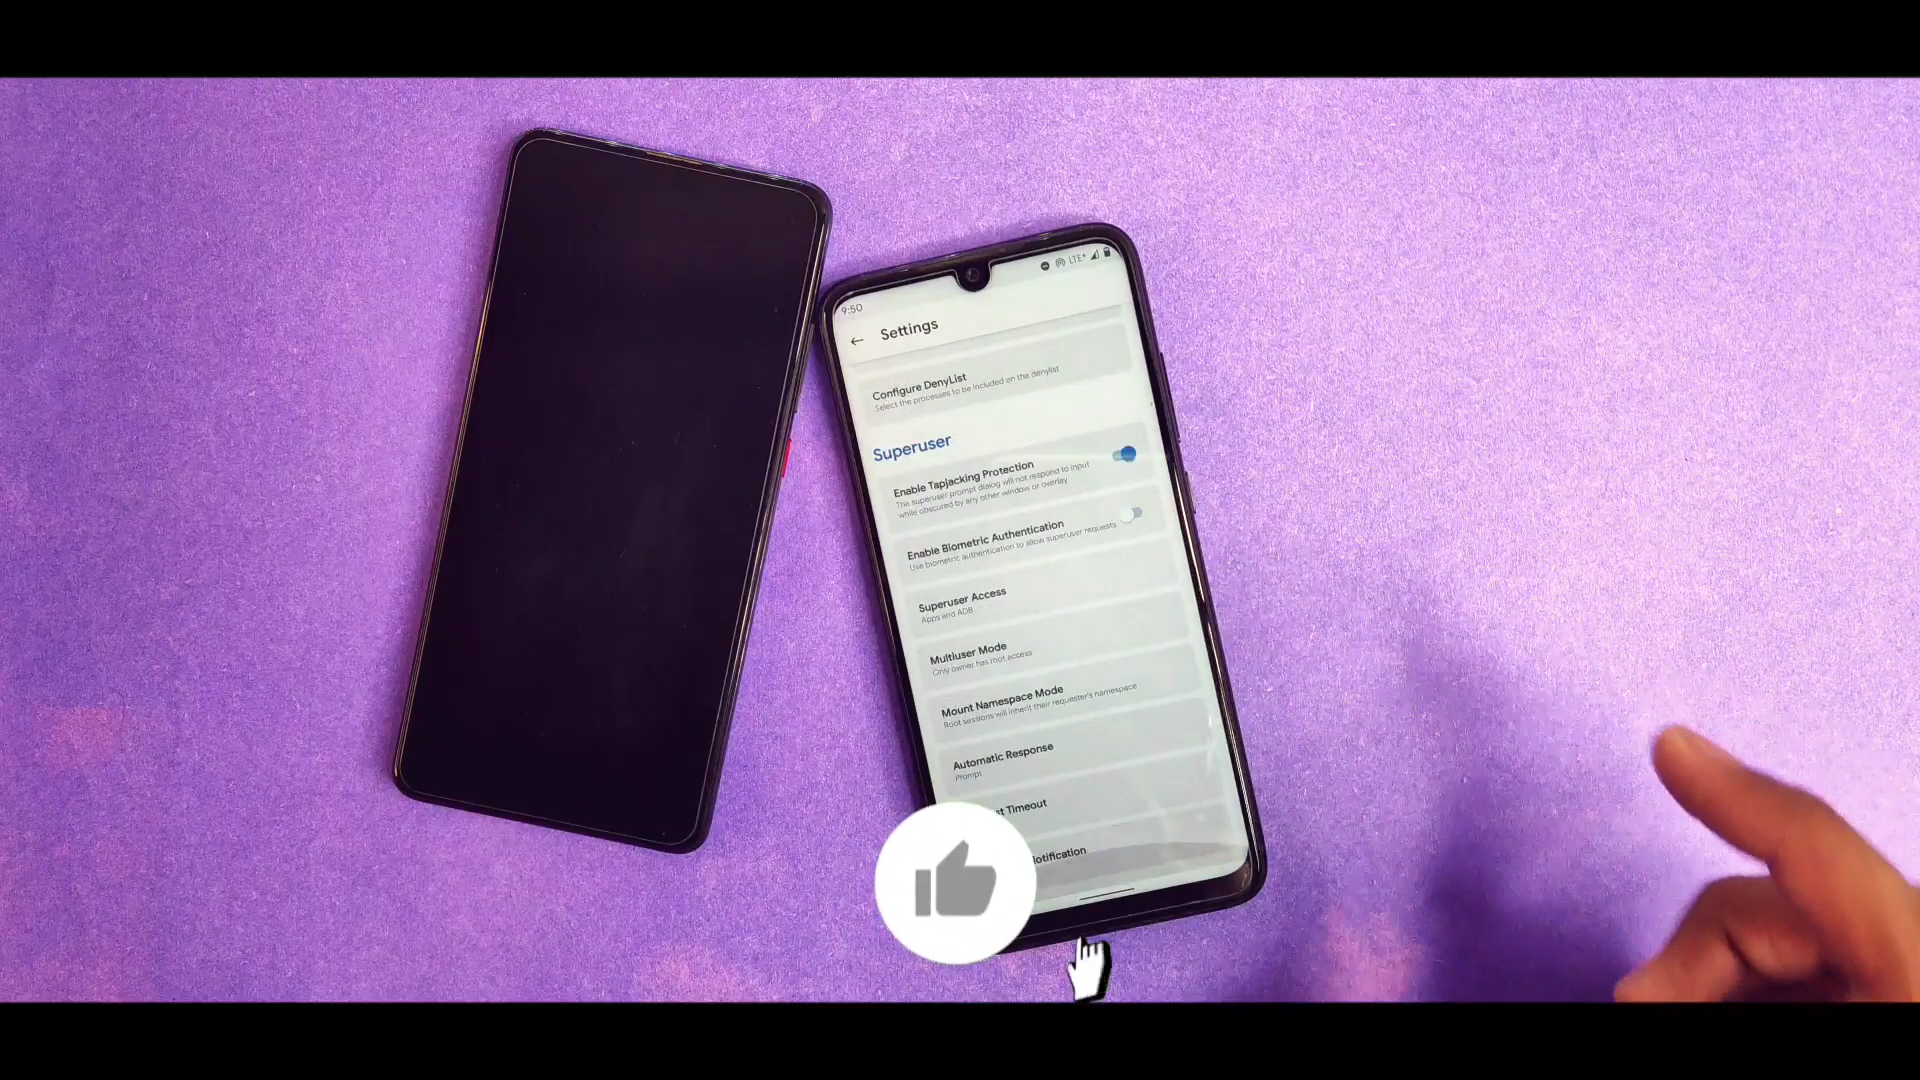 9:50
LTE+
Settings
Configure DenyList
Select the processes to be included on the denylist
Superuser
Enable Tapjacking Protection
The superuser prompt dialog will not respond to input
while obscured by any other window or overlay
Enable Biometric Authentication
Use biometric authentication to allow superuser requests
Superuser Access
Apps and ADB
Multiuser Mode
Only owner has root access
Mount Namespace Mode
Root sessions will inherit their requester's namespace
Automatic Response
Prompt
st Timeout
Notification